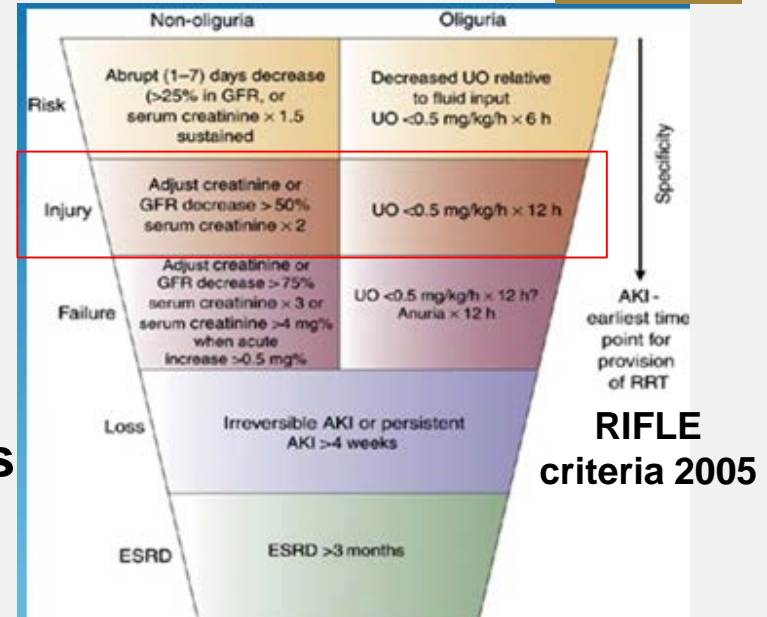 Non-oliguria
Oliguria
Risk
Abrupt (1–7) days decrease
(>25% in GFR, or
serum creatinine × 1.5
sustained
Decreased UO relative
to fluid input
UO <0.5 mg/kg/h × 6 h
Injury
Adjust creatinine or
GFR decrease > 50%
serum creatinine × 2
UO <0.5 mg/kg/h × 12 h
Specificity
Failure
Adjust creatinine or
GFR decrease >75%
serum creatinine × 3 or
serum creatinine >4 mg%
when acute
increase >0.5 mg%
UO <0.5 mg/kg/h × 12 h?
Anuria × 12 h
AKI -
earliest time
point for
provision
of RRT
Loss
Irreversible AKI or persistent
AKI >4 weeks
s
RIFLE
criteria 2005
ESRD
ESRD >3 months